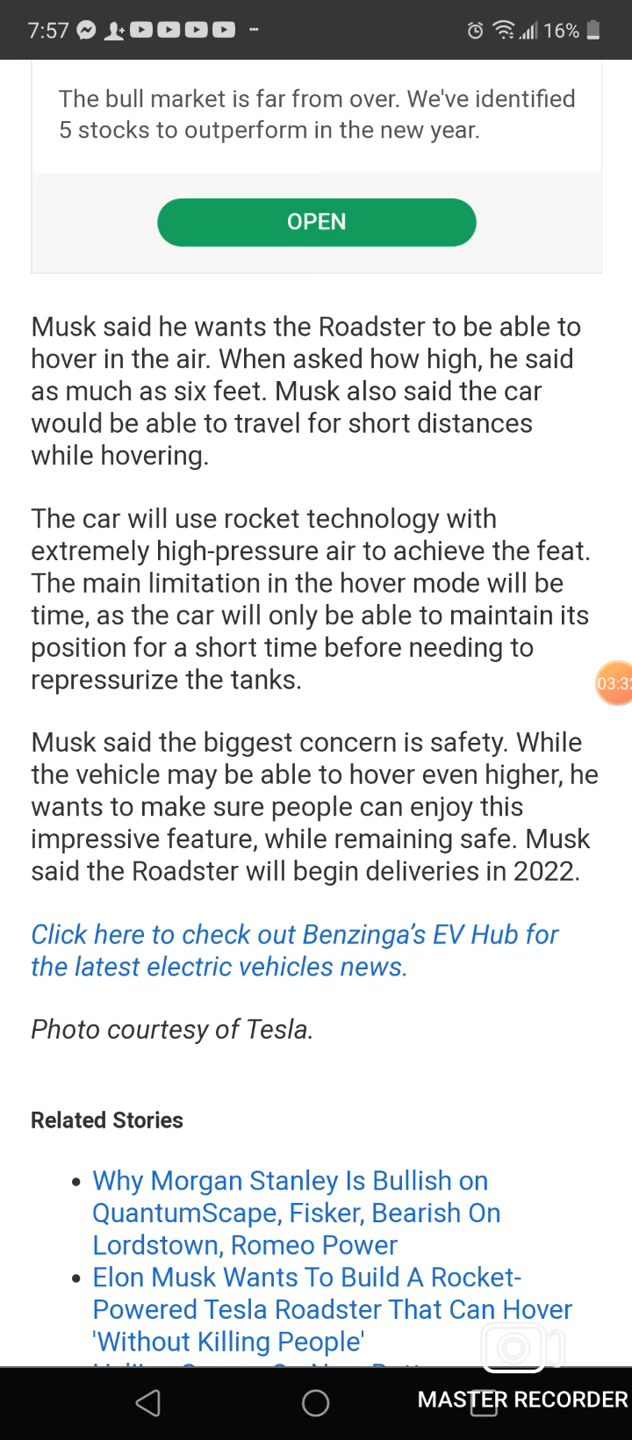 7:57
16%
The bull market is far from over. We've identified
5 stocks to outperform in the new year.
OPEN
Musk said he wants the Roadster to be able to
hover in the air. When asked how high, he said
as much as six feet. Musk also said the car
would be able to travel for short distances
while hovering.
The car will use rocket technology with
extremely high-pressure air to achieve the feat.
The main limitation in the hover mode will be
time, as the car will only be able to maintain its
position for a short time before needing to
repressurize the tanks.
03:3
Musk said the biggest concern is safety. While
the vehicle may be able to hover even higher, he
wants to make sure people can enjoy this
impressive feature, while remaining safe. Musk
said the Roadster will begin deliveries in 2022.
Click here to check out Benzinga’s EV Hub for
the latest electric vehicles news.
Photo courtesy of Tesla.
Related Stories
• Why Morgan Stanley Is Bullish on
QuantumScape, Fisker, Bearish On
Lordstown, Romeo Power
• Elon Musk Wants To Build A Rocket-
Powered Tesla Roadster That Can Hover
'Without Killing People'
MASTER RECORDER